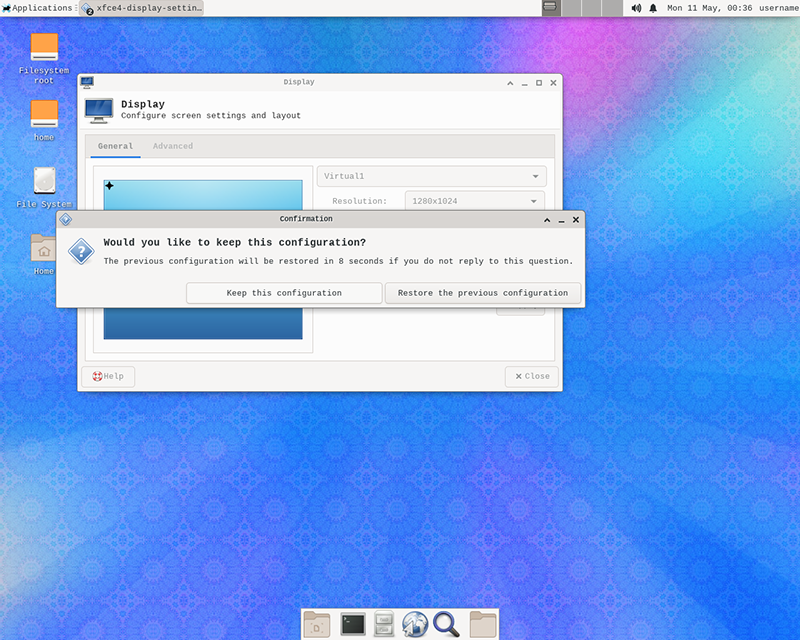 Applications
xfce4-display-settin…
Mon 11 May, 00:36
username
Filesystem
root
home
File System
Home
Display
Display
Configure screen settings and layout
General
Advanced
Virtual1
Resolution:
1280x1024
Confirmation
Would you like to keep this configuration?
The previous configuration will be restored in 8 seconds if you do not reply to this question.
Keep this configuration
Restore the previous configuration
Help
Close